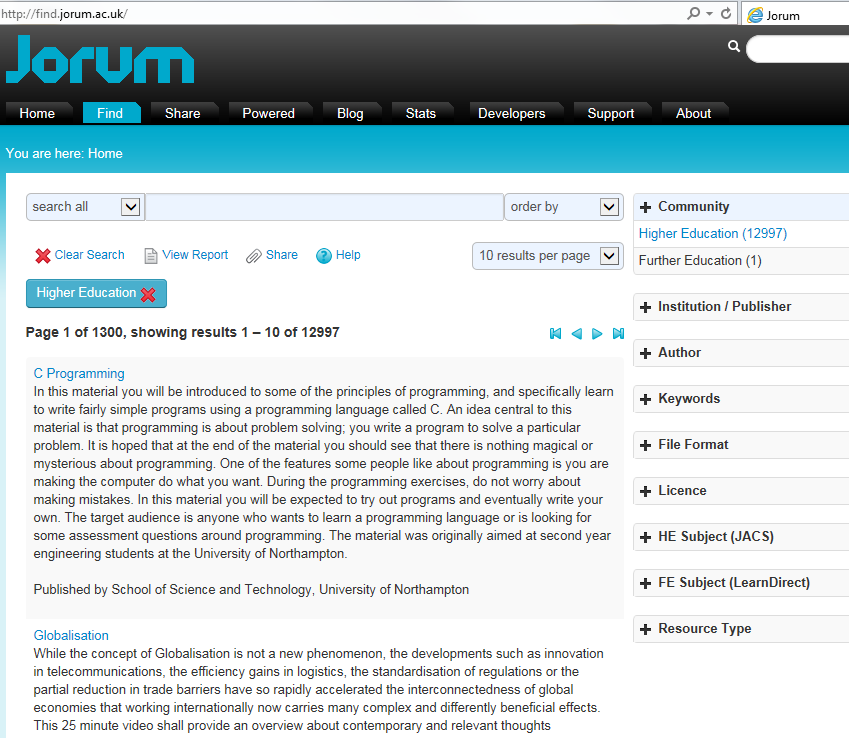 http://find.jorum.ac.uk/
Jorum
Jorum
Home Find Share Powered Blog Stats Developers Support About
You are here: Home
search all
order by
Clear Search View Report Share Help
10 results per page
Higher Education
Page 1 of 1300, showing results 1 – 10 of 12997
C Programming
In this material you will be introduced to some of the principles of programming, and specifically learn
to write fairly simple programs using a programming language called C. An idea central to this
material is that programming is about problem solving; you write a program to solve a particular
problem. It is hoped that at the end of the material you should see that there is nothing magical or
mysterious about programming. One of the features some people like about programming is you are
making the computer do what you want. During the programming exercises, do not worry about
making mistakes. In this material you will be expected to try out programs and eventually write your
own. The target audience is anyone who wants to learn a programming language or is looking for
some assessment questions around programming. The material was originally aimed at second year
engineering students at the University of Northampton.
Published by School of Science and Technology, University of Northampton
Globalisation
While the concept of Globalisation is not a new phenomenon, the developments such as innovation
in telecommunications, the efficiency gains in logistics, the standardisation of regulations or the
partial reduction in trade barriers have so rapidly accelerated the interconnectedness of global
economies that working internationally now carries many complex and differently beneficial effects.
This 25 minute video shall provide an overview about contemporary and relevant thoughts
Community
Higher Education (12997)
Further Education (1)
Institution / Publisher
Author
Keywords
File Format
Licence
HE Subject (JACS)
FE Subject (LearnDirect)
Resource Type